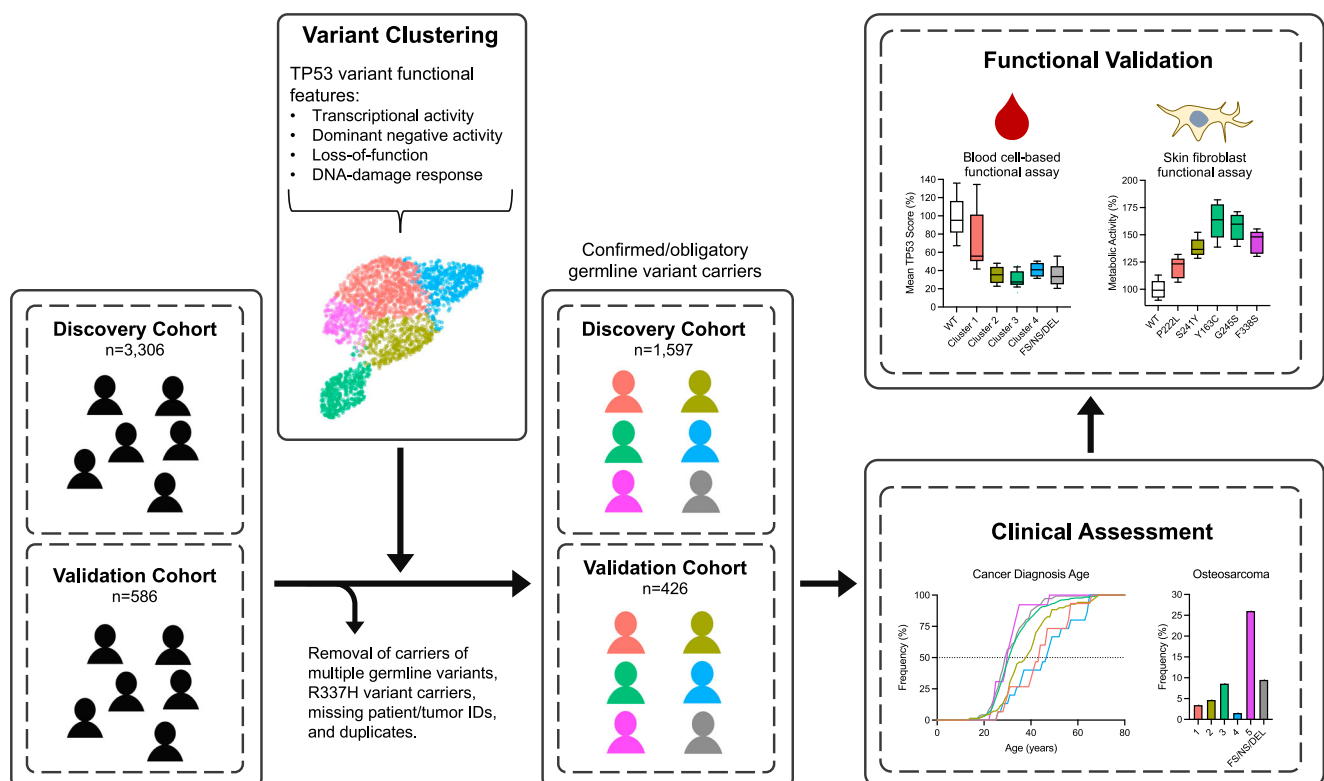 Variant Clustering
TP53 variant functional
features:
• Transcriptional activity
• Dominant negative activity
• Loss-of-function
• DNA-damage response
Discovery Cohort
n=3,306
Validation Cohort
n=586
Removal of carriers of
multiple germline variants,
R337H variant carriers,
missing patient/tumor IDs,
and duplicates.
Confirmed/obligatory
germline variant carriers
Discovery Cohort
n=1,597
Validation Cohort
n=426
Functional Validation
Blood cell-based
functional assay
Mean TP53 Score (%)
140
120
100
80
60
40
20
0
WT
Cluster 1
Cluster 2
Cluster 3
Cluster 4
FS/NS/DEL
Skin fibroblast
functional assay
Metabolic Activity (%)
200
175
150
125
100
WT
P222L
S241Y
Y163C
G245S
F338S
Clinical Assessment
Cancer Diagnosis Age
Frequency (%)
100
75
50
25
0
0
20
40
60
80
Age (years)
Osteosarcoma
Frequency (%)
30
25
20
15
10
5
0
1
2
3
4
5
FS/NS/DEL